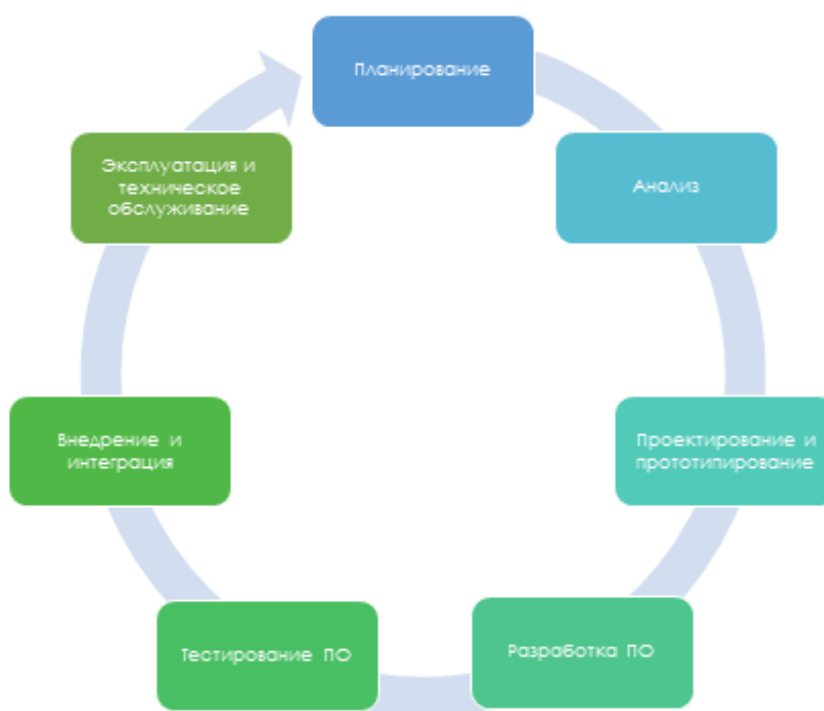 Планирование
Анализ
Проектирование и
прототипирование
Разработка ПО
Тестирование ПО
Внедрение и
интеграция
Эксплуатация и
техническое
обслуживание